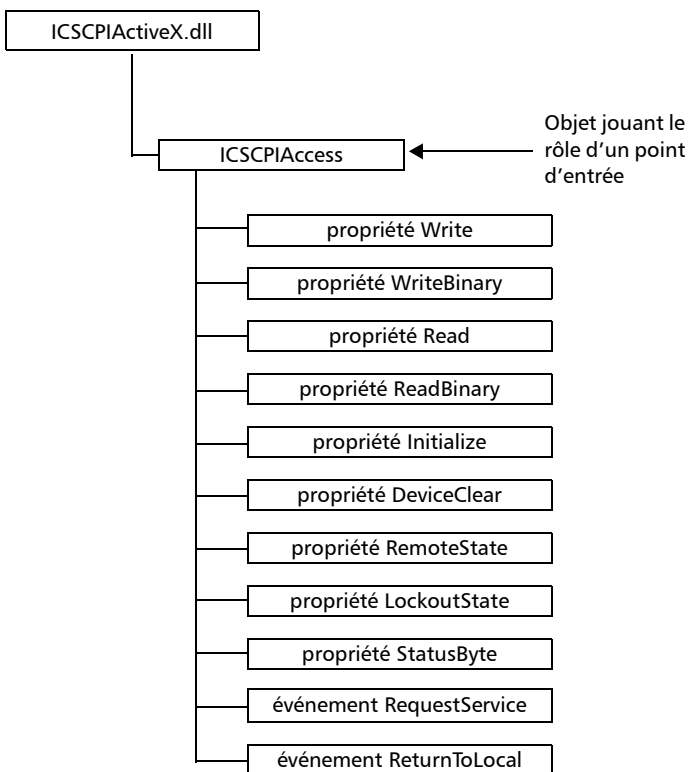 ICSCPIActiveX.dll
Objet jouant le
rôle d’un point
d’entrée
ICSCPIAccess
propriété Write
propriété WriteBinary
propriété Read
propriété ReadBinary
propriété Initialize
propriété DeviceClear
propriété RemoteState
propriété LockoutState
propriété StatusByte
événement RequestService
événement ReturnToLocal